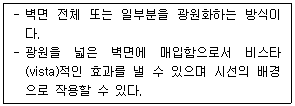 - 벽면 전체 또는 일부분을 광원화하는 방식이
다.
- 광원을 넓은 벽면에 매입함으로서 비스타
(vista)적인 효과를 낼 수 있으며 시선의 배경
으로 작용할 수 있다.